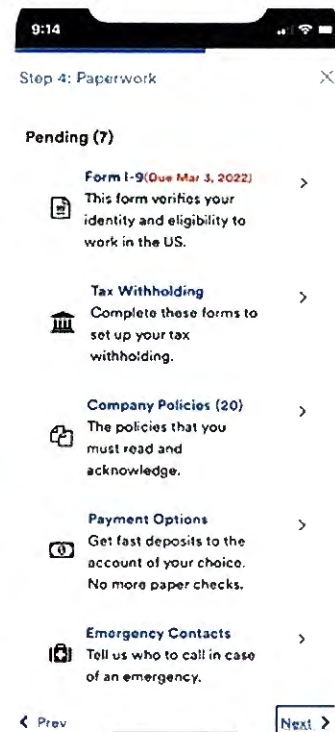 9:14
Step 4: Paperwork
Pending (7)
Form I-9(Due Mar 3, 2022)
This form verifies your
identity and eligibility to
work in the US.
Tax Withholding
Complete these forms to
set up your tax
withholding.
Company Policies (20)
The policies that you
must read and
acknowledge.
Payment Options
Get fast deposits to the
account of your choice.
No more paper checks.
Emergency Contacts
Tell us who to call in case
of an emergency.
Prev Next